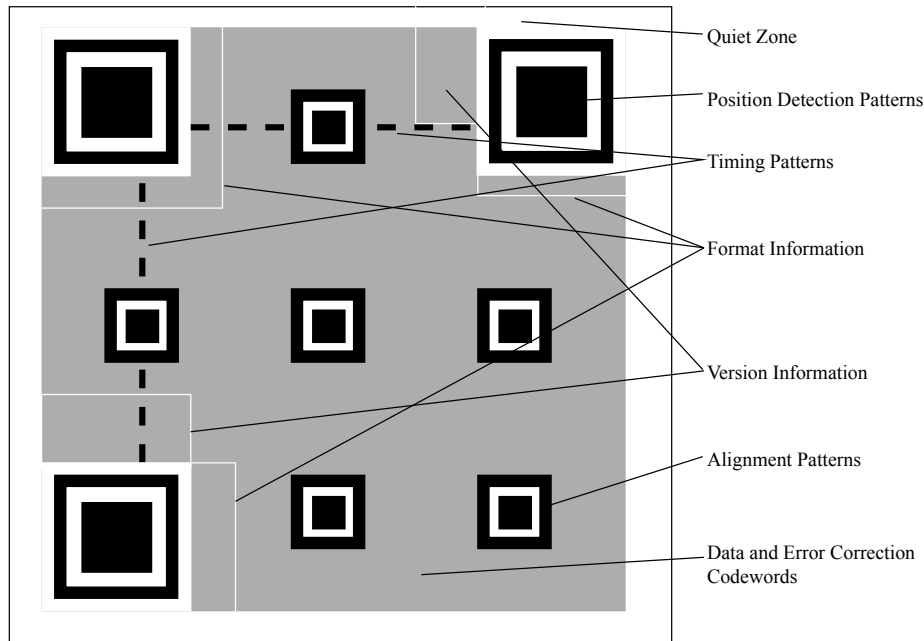 Quiet Zone
Position Detection Patterns
Timing Patterns
Format Information
Version Information
Alignment Patterns
Data and Error Correction
Codewords